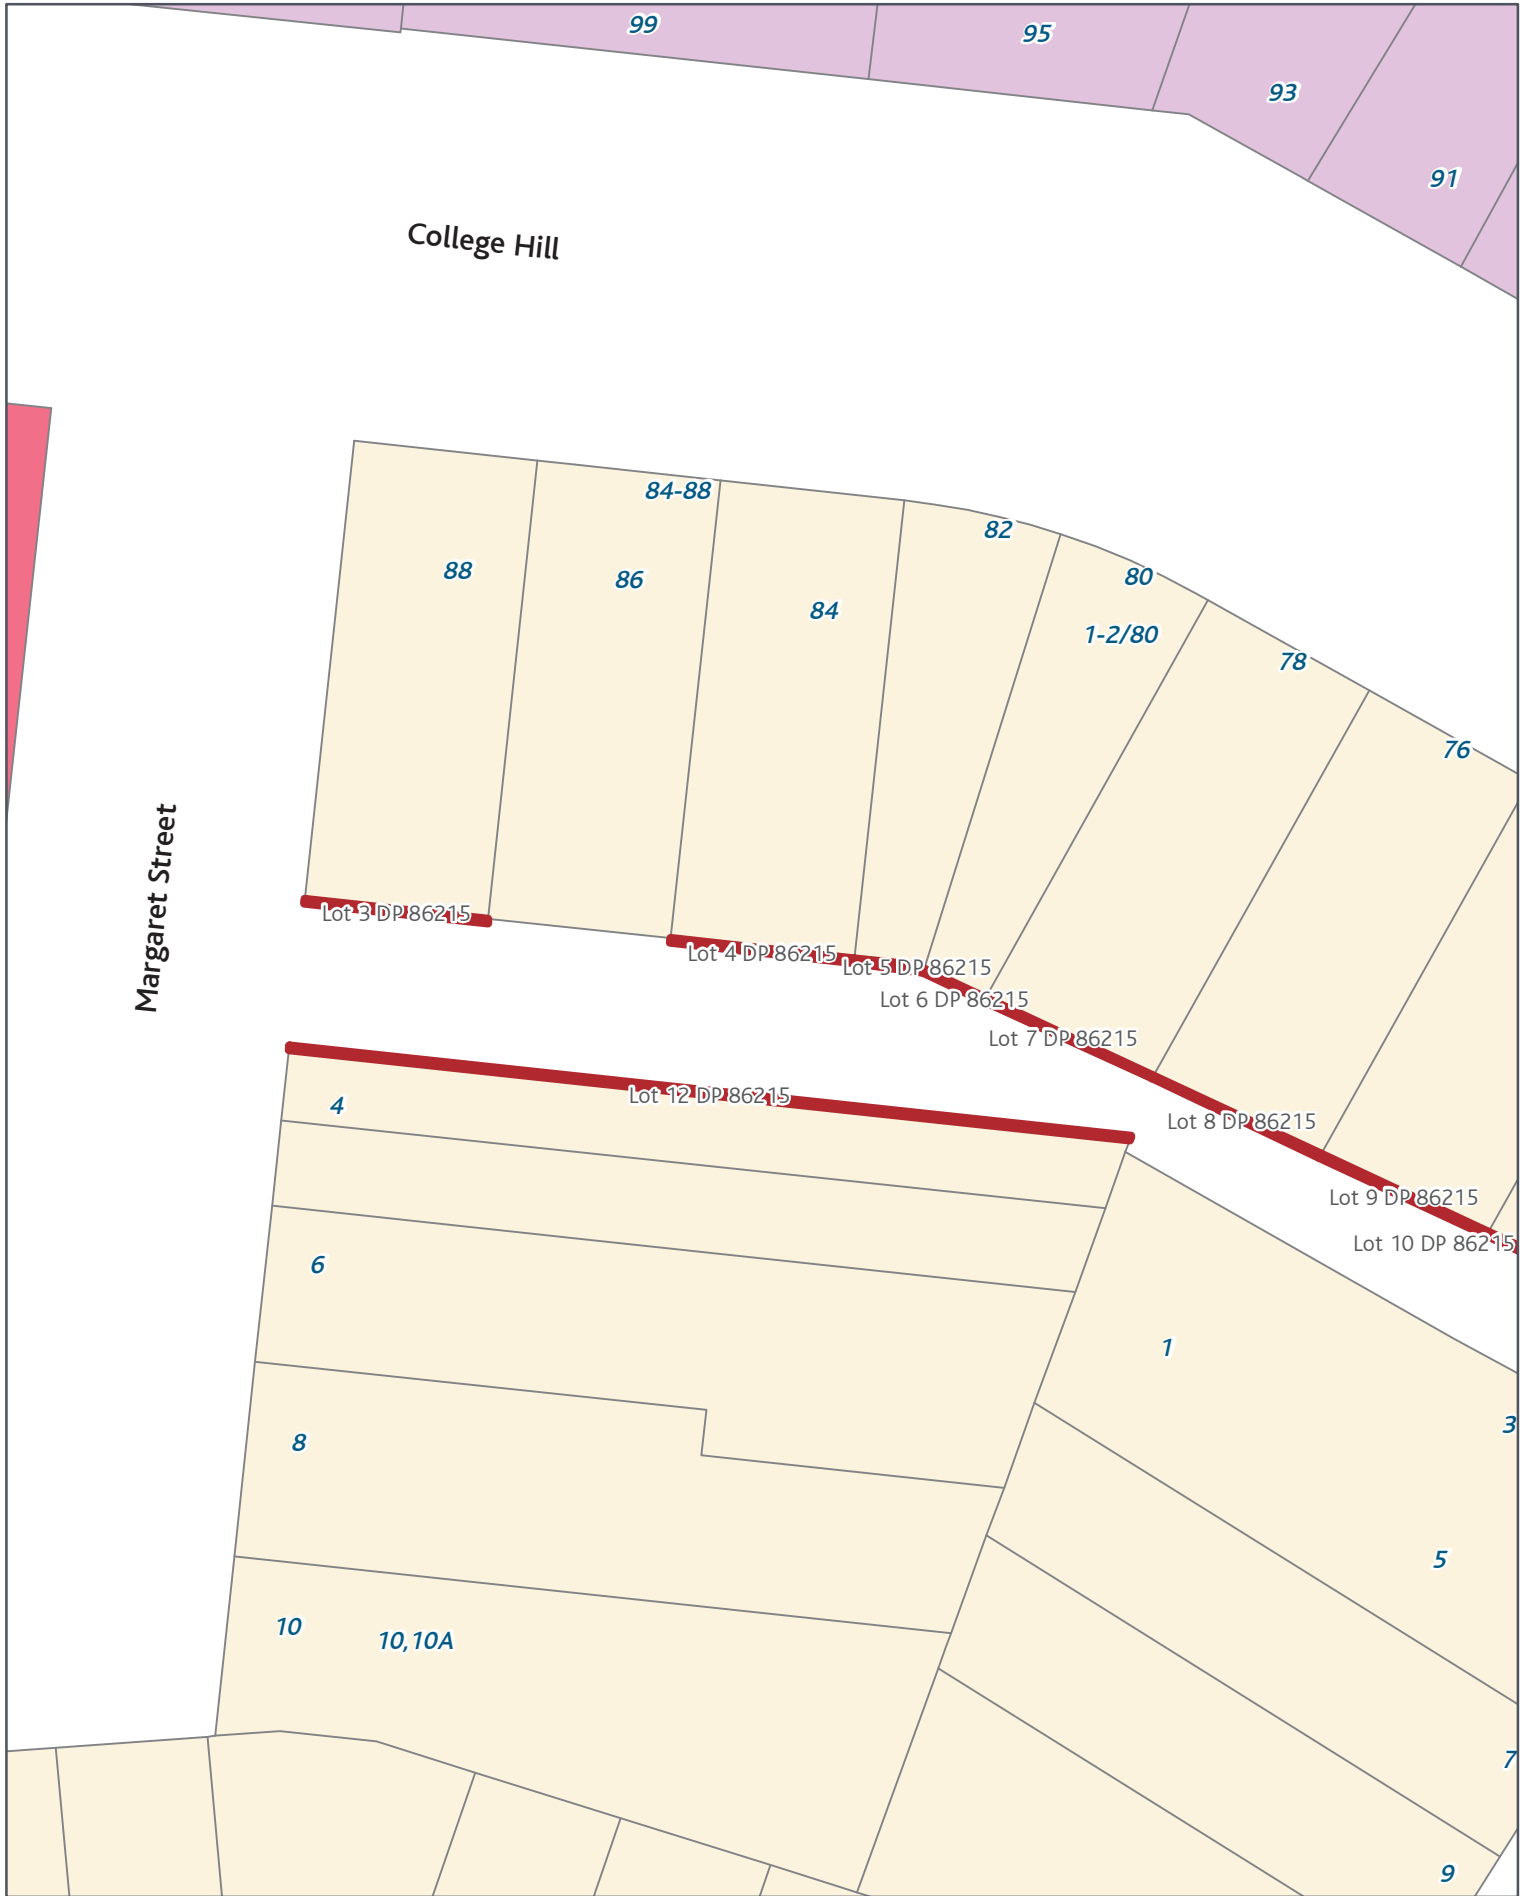 99
95
93
91
College Hill
84-88
82
88
86
80
84
1-2/80
78
76
Margaret Street
Lot 3 DP 86215
Lot 4 DP 86215
Lot 5 DP 86215
Lot 6 DP 86215
Lot 7 DP 86215
Lot 12 DP 86215
4
Lot 8 DP 86215
Lot 9 DP 86215
Lot 10 DP 86215
6
1
3
8
5
10
10,10A
7
9